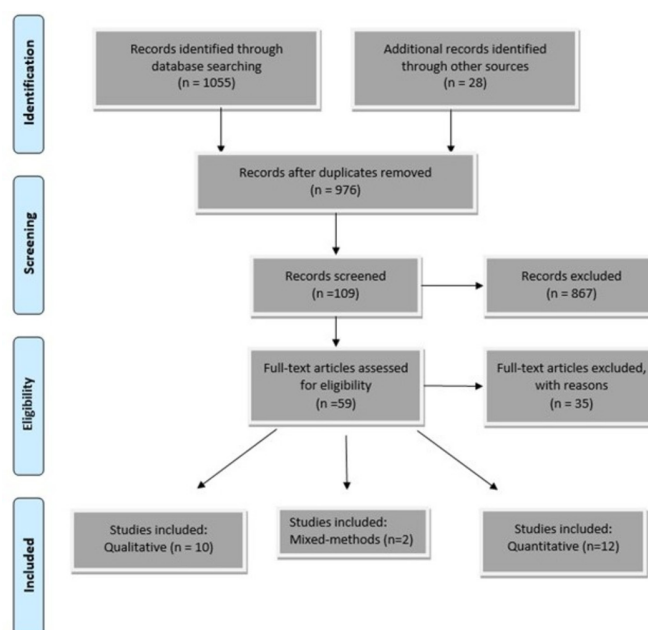 Identification
Records identified through
database searching
(n = 1055)
Additional records identified
through other sources
(n = 28)
Records after duplicates removed
(n = 976)
Screening
Records screened
(n =109)
Records excluded
(n = 867)
Eligibility
Full-text articles assessed
for eligibility
(n =59)
Full-text articles excluded,
with reasons
(n = 35)
Included
Studies included:
Qualitative (n = 10)
Studies included:
Mixed-methods (n=2)
Studies included:
Quantitative (n=12)